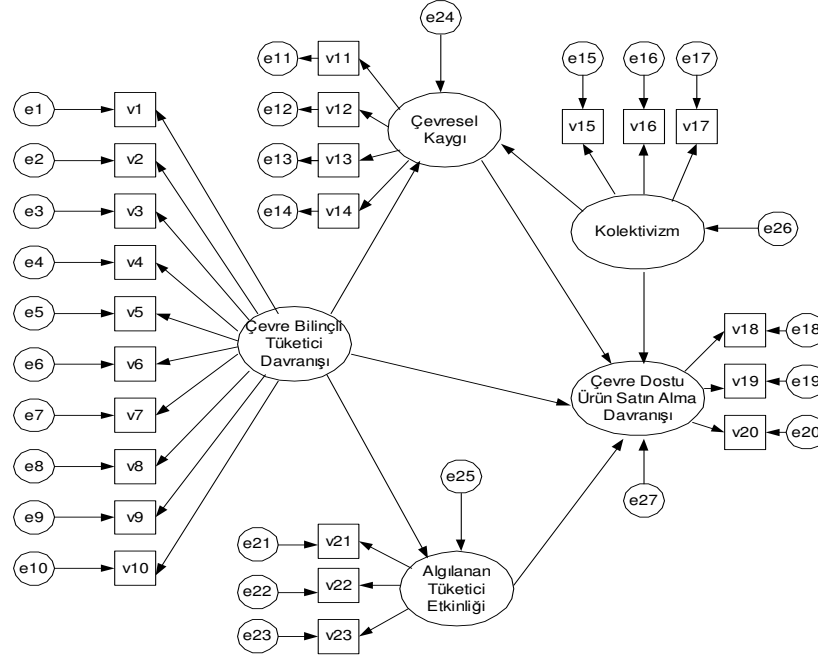 e24
e15
e16
e17
e11
v11
e1
v1
e12
v12
Çevresel
Kaygı
v15
v16
v17
e2
v2
e13
v13
e3
v3
e14
v14
Kolektivizm
e26
e4
v4
e5
v5
Çevre Bilinçli
Tüketici
Davranışı
v18
e18
e6
v6
Çevre Dostu
Ürün Satın Alma
Davranışı
v19
e19
e7
v7
v20
e20
e8
v8
e25
e27
e9
v9
e21
v21
e10
v10
e22
v22
Algılanan
Tüketici
Etkinliği
e23
v23